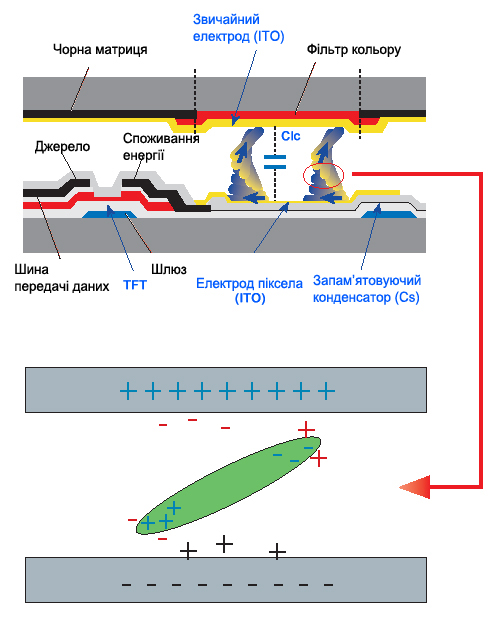 Звичайний
електрод (ITO)
Чорна матриця
Фільтр кольору
Джерело
Споживання
енергії
Clc
Шина
передачі даних
TFT
Шлюз
Електрод піксела
(ITO)
Запам'ятовуючий
конденсатор (Cs)
+ + + + + + + + +
- - - +
- - - +
+ + +
- -
+ + +
- - - - - - - - -